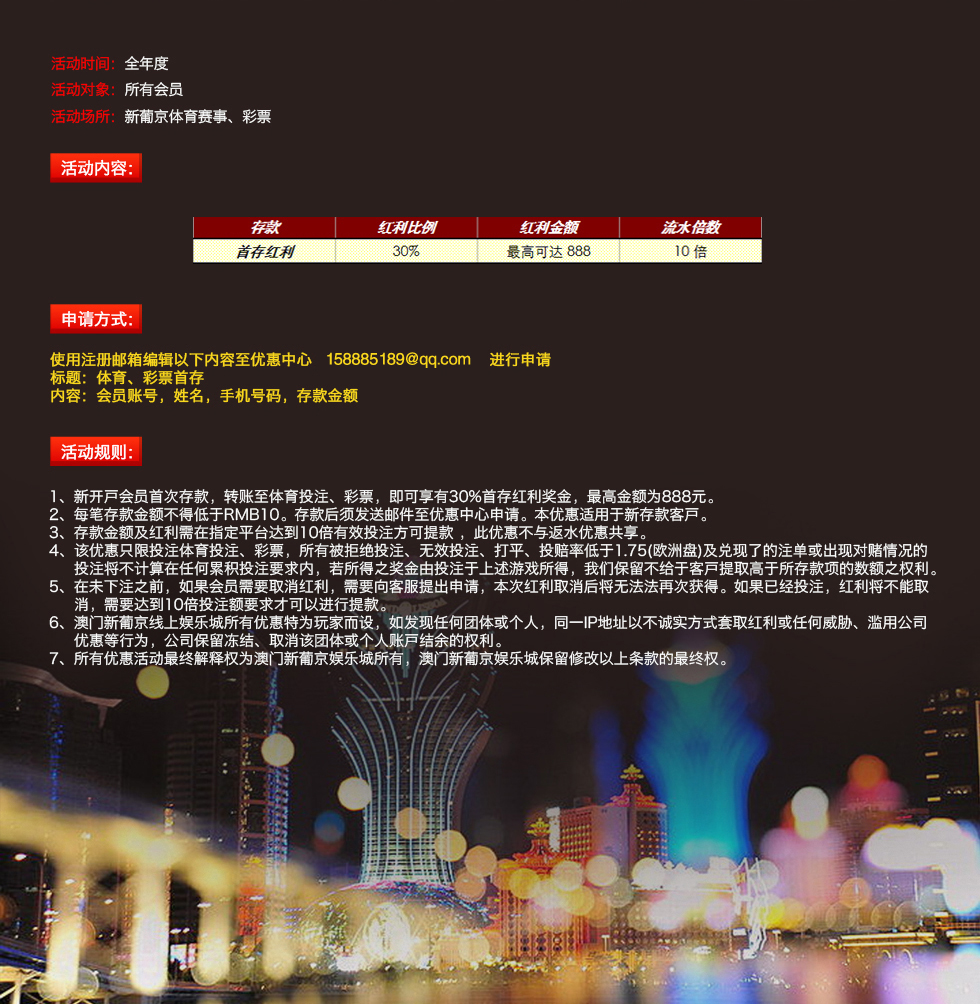 活动时间：全年度
活动对象：所有会员
活动场所：新葡京体育赛事、彩票
活动内容：
存款 红利比例 红利金额 流水倍数
首存红利 30% 最高可达 888 10 倍
申请方式：
使用注册邮箱编辑以下内容至优惠中心 158885189@qq.com 进行申请
标题：体育、彩票首存
内容：会员账号，姓名，手机号码，存款金额
活动规则：
1、新开户会员首次存款，转账至体育投注、彩票，即可享有30%首存红利奖金，最高金额为888元。
2、每笔存款金额不得低于RMB10。存款后须发送邮件至优惠中心申请。本优惠适用于新存款客户。
3、存款金额及红利需在指定平台达到10倍有效投注方可提款 ，此优惠不与返水优惠共享。
4、该优惠只限投注体育投注、彩票，所有被拒绝投注、无效投注、打平、投赔率低于1.75(欧洲盘)及兑现了的注单或出现对赌情况的
投注将不计算在任何累积投注要求内，若所得之奖金由投注于上述游戏所得，我们保留不给于客户提取高于所存款项的数额之权利。
5、在未下注之前，如果会员需要取消红利，需要向客服提出申请，本次红利取消后将无法法再次获得。如果已经投注，红利将不能取
消，需要达到10倍投注额要求才可以进行提款。
6、澳门新葡京线上娱乐城所有优惠特为玩家而设，如发现任何团体或个人，同一IP地址以不诚实方式套取红利或任何威胁、滥用公司
优惠等行为，公司保留冻结、取消该团体或个人账户结余的权利。
7、所有优惠活动最终解释权为澳门新葡京娱乐城所有，澳门新葡京娱乐城保留修改以上条款的最终权。